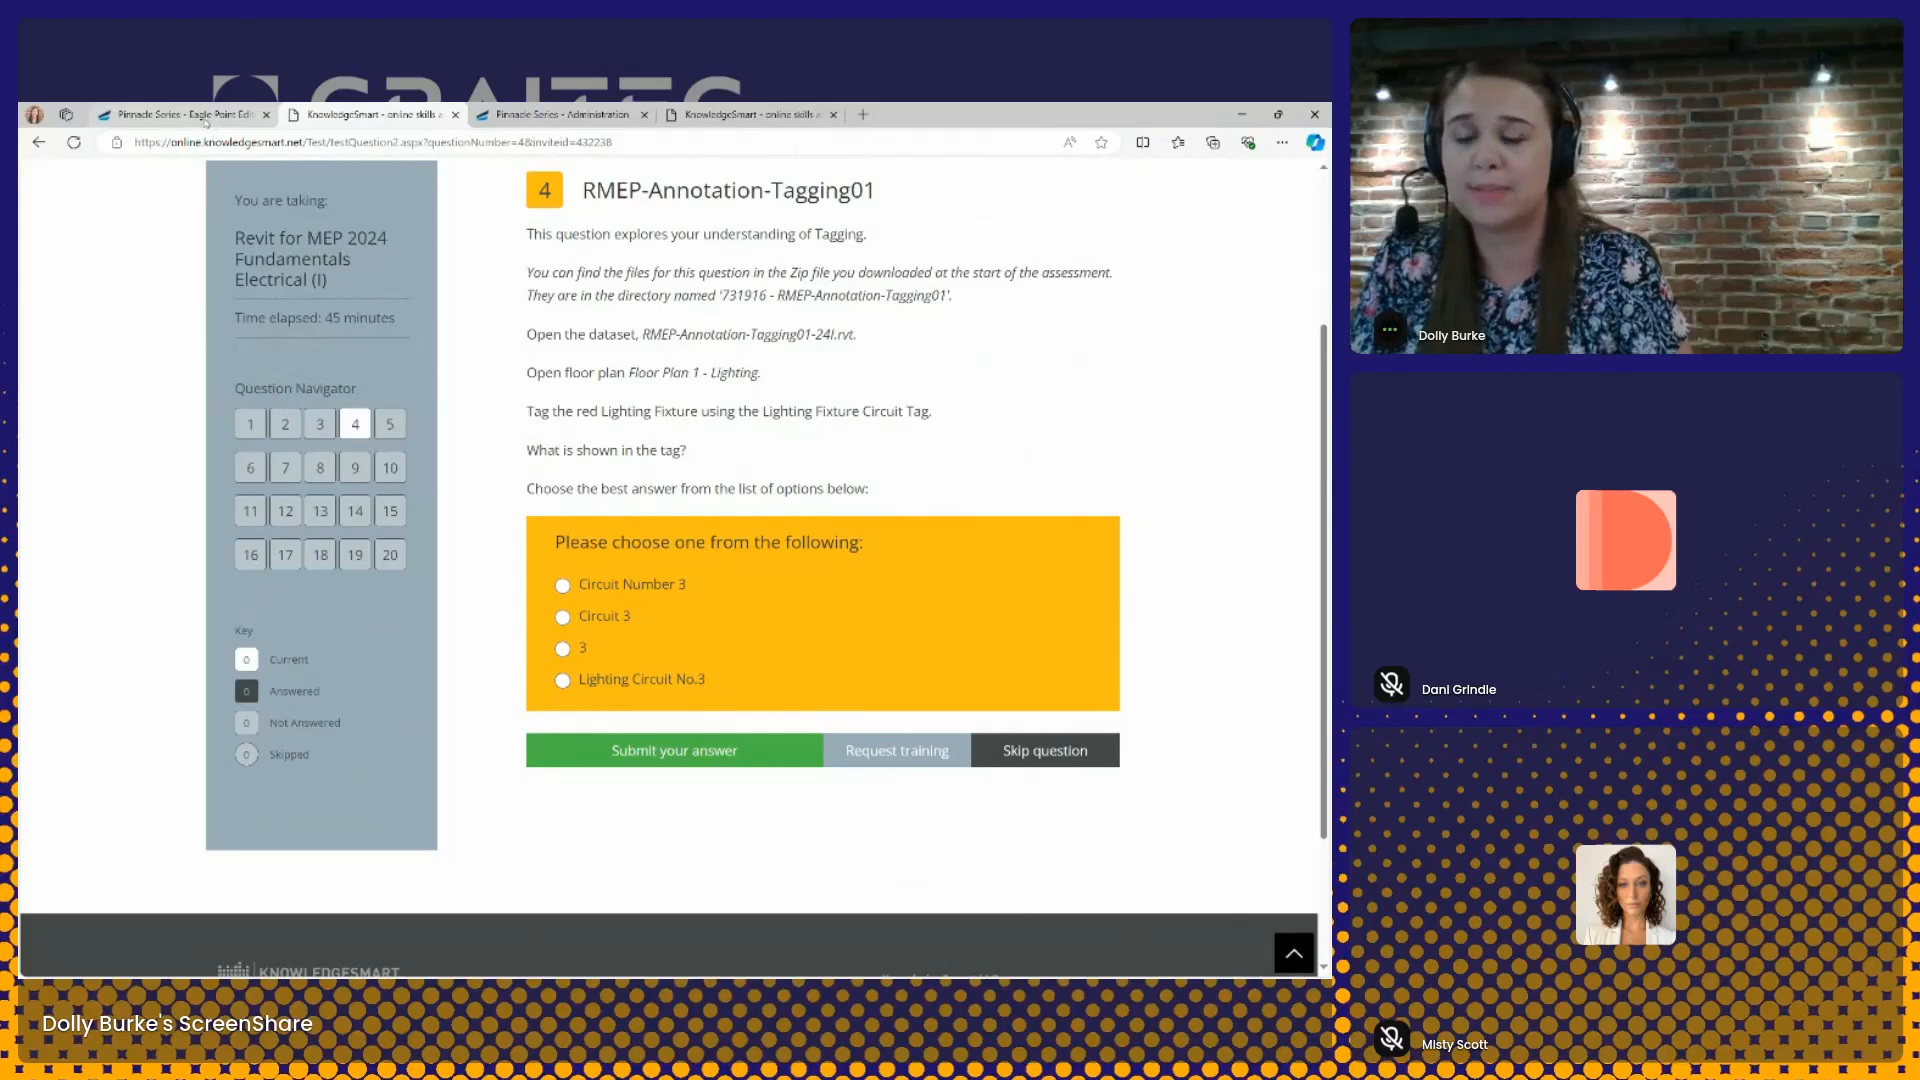 GRAITEC
Pinnacle Series - Eagle Point Edi
KnowledgeSmart - online skills a
Pinnacle Series - Administration
KnowledgeSmart - online skills a
https://online.knowledgesmart.net/Test/testQuestion2.aspx?questionNumber=4&inviteid=432238
You are taking:
Revit for MEP 2024
Fundamentals
Electrical (I)
Time elapsed: 45 minutes
Question Navigator
1 2 3 4 5
6 7 8 9 10
11 12 13 14 15
16 17 18 19 20
Key
0 Current
0 Answered
0 Not Answered
0 Skipped
4 RMEP-Annotation-Tagging01
This question explores your understanding of Tagging.
You can find the files for this question in the Zip file you downloaded at the start of the assessment.
They are in the directory named '731916 - RMEP-Annotation-Tagging01'.
Open the dataset, RMEP-Annotation-Tagging01-24I.rvt.
Open floor plan Floor Plan 1 - Lighting.
Tag the red Lighting Fixture using the Lighting Fixture Circuit Tag.
What is shown in the tag?
Choose the best answer from the list of options below:
Please choose one from the following:
Circuit Number 3
Circuit 3
3
Lighting Circuit No.3
Submit your answer
Request training
Skip question
KNOWLEDGESMART
Dolly Burke's ScreenShare
Dolly Burke
Dani Grindle
Misty Scott